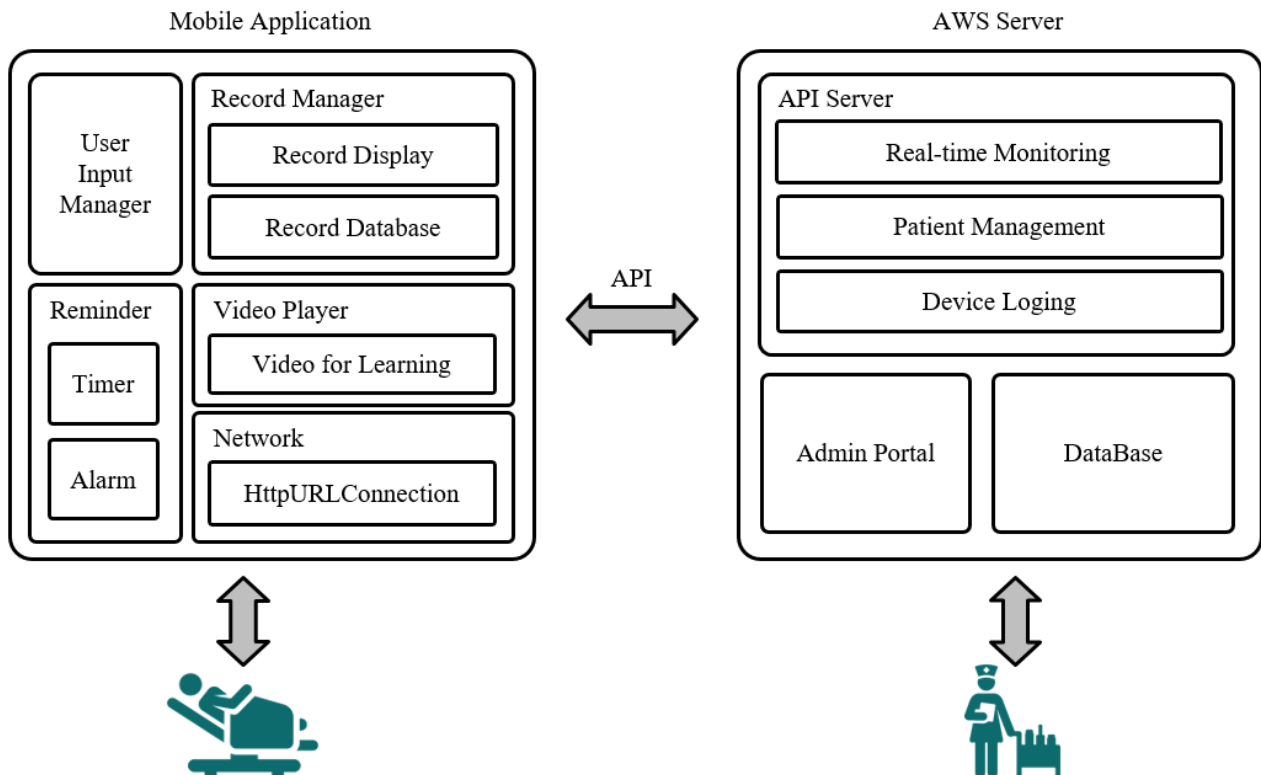 Mobile Application
AWS Server
User
Input
Manager
Record Manager
Record Display
Record Database
Reminder
Timer
Alarm
Video Player
Video for Learning
Network
HttpURLConnection
API
API Server
Real-time Monitoring
Patient Management
Device Loging
Admin Portal
DataBase